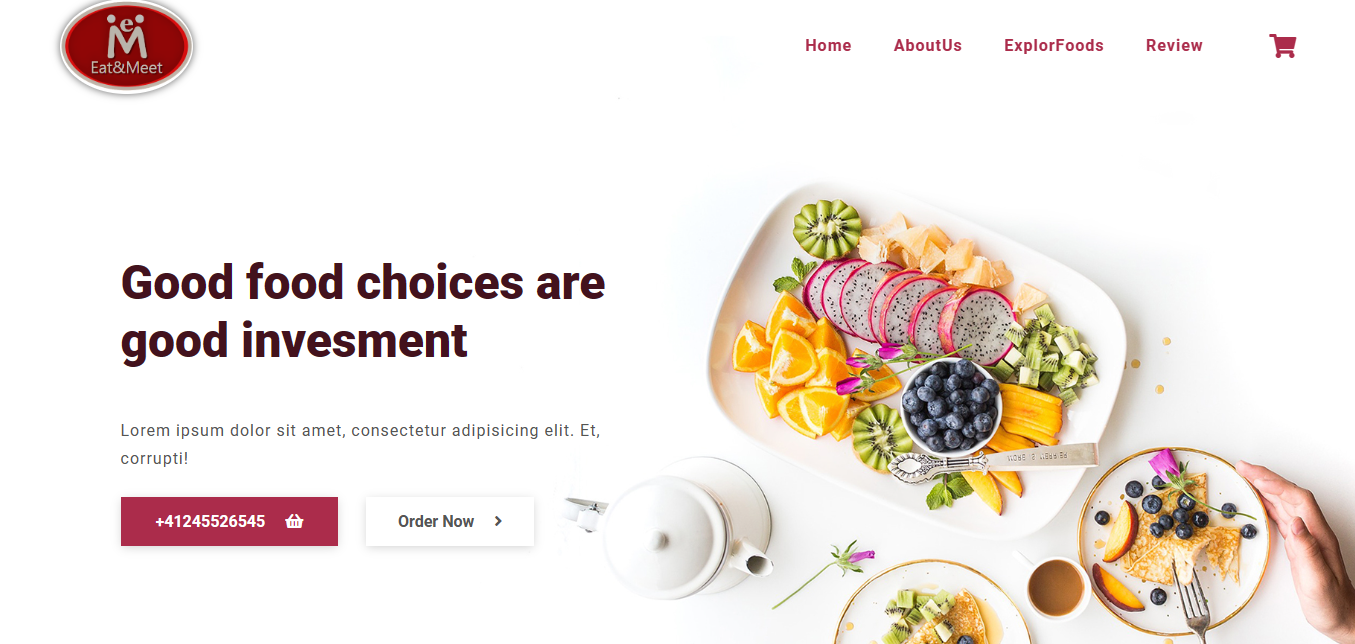 eM
Eat&Meet
Home AboutUs ExplorFoods Review
Good food choices are
good invesment
Lorem ipsum dolor sit amet, consectetur adipisicing elit. Et,
corrupti!
+41245526545 Order Now